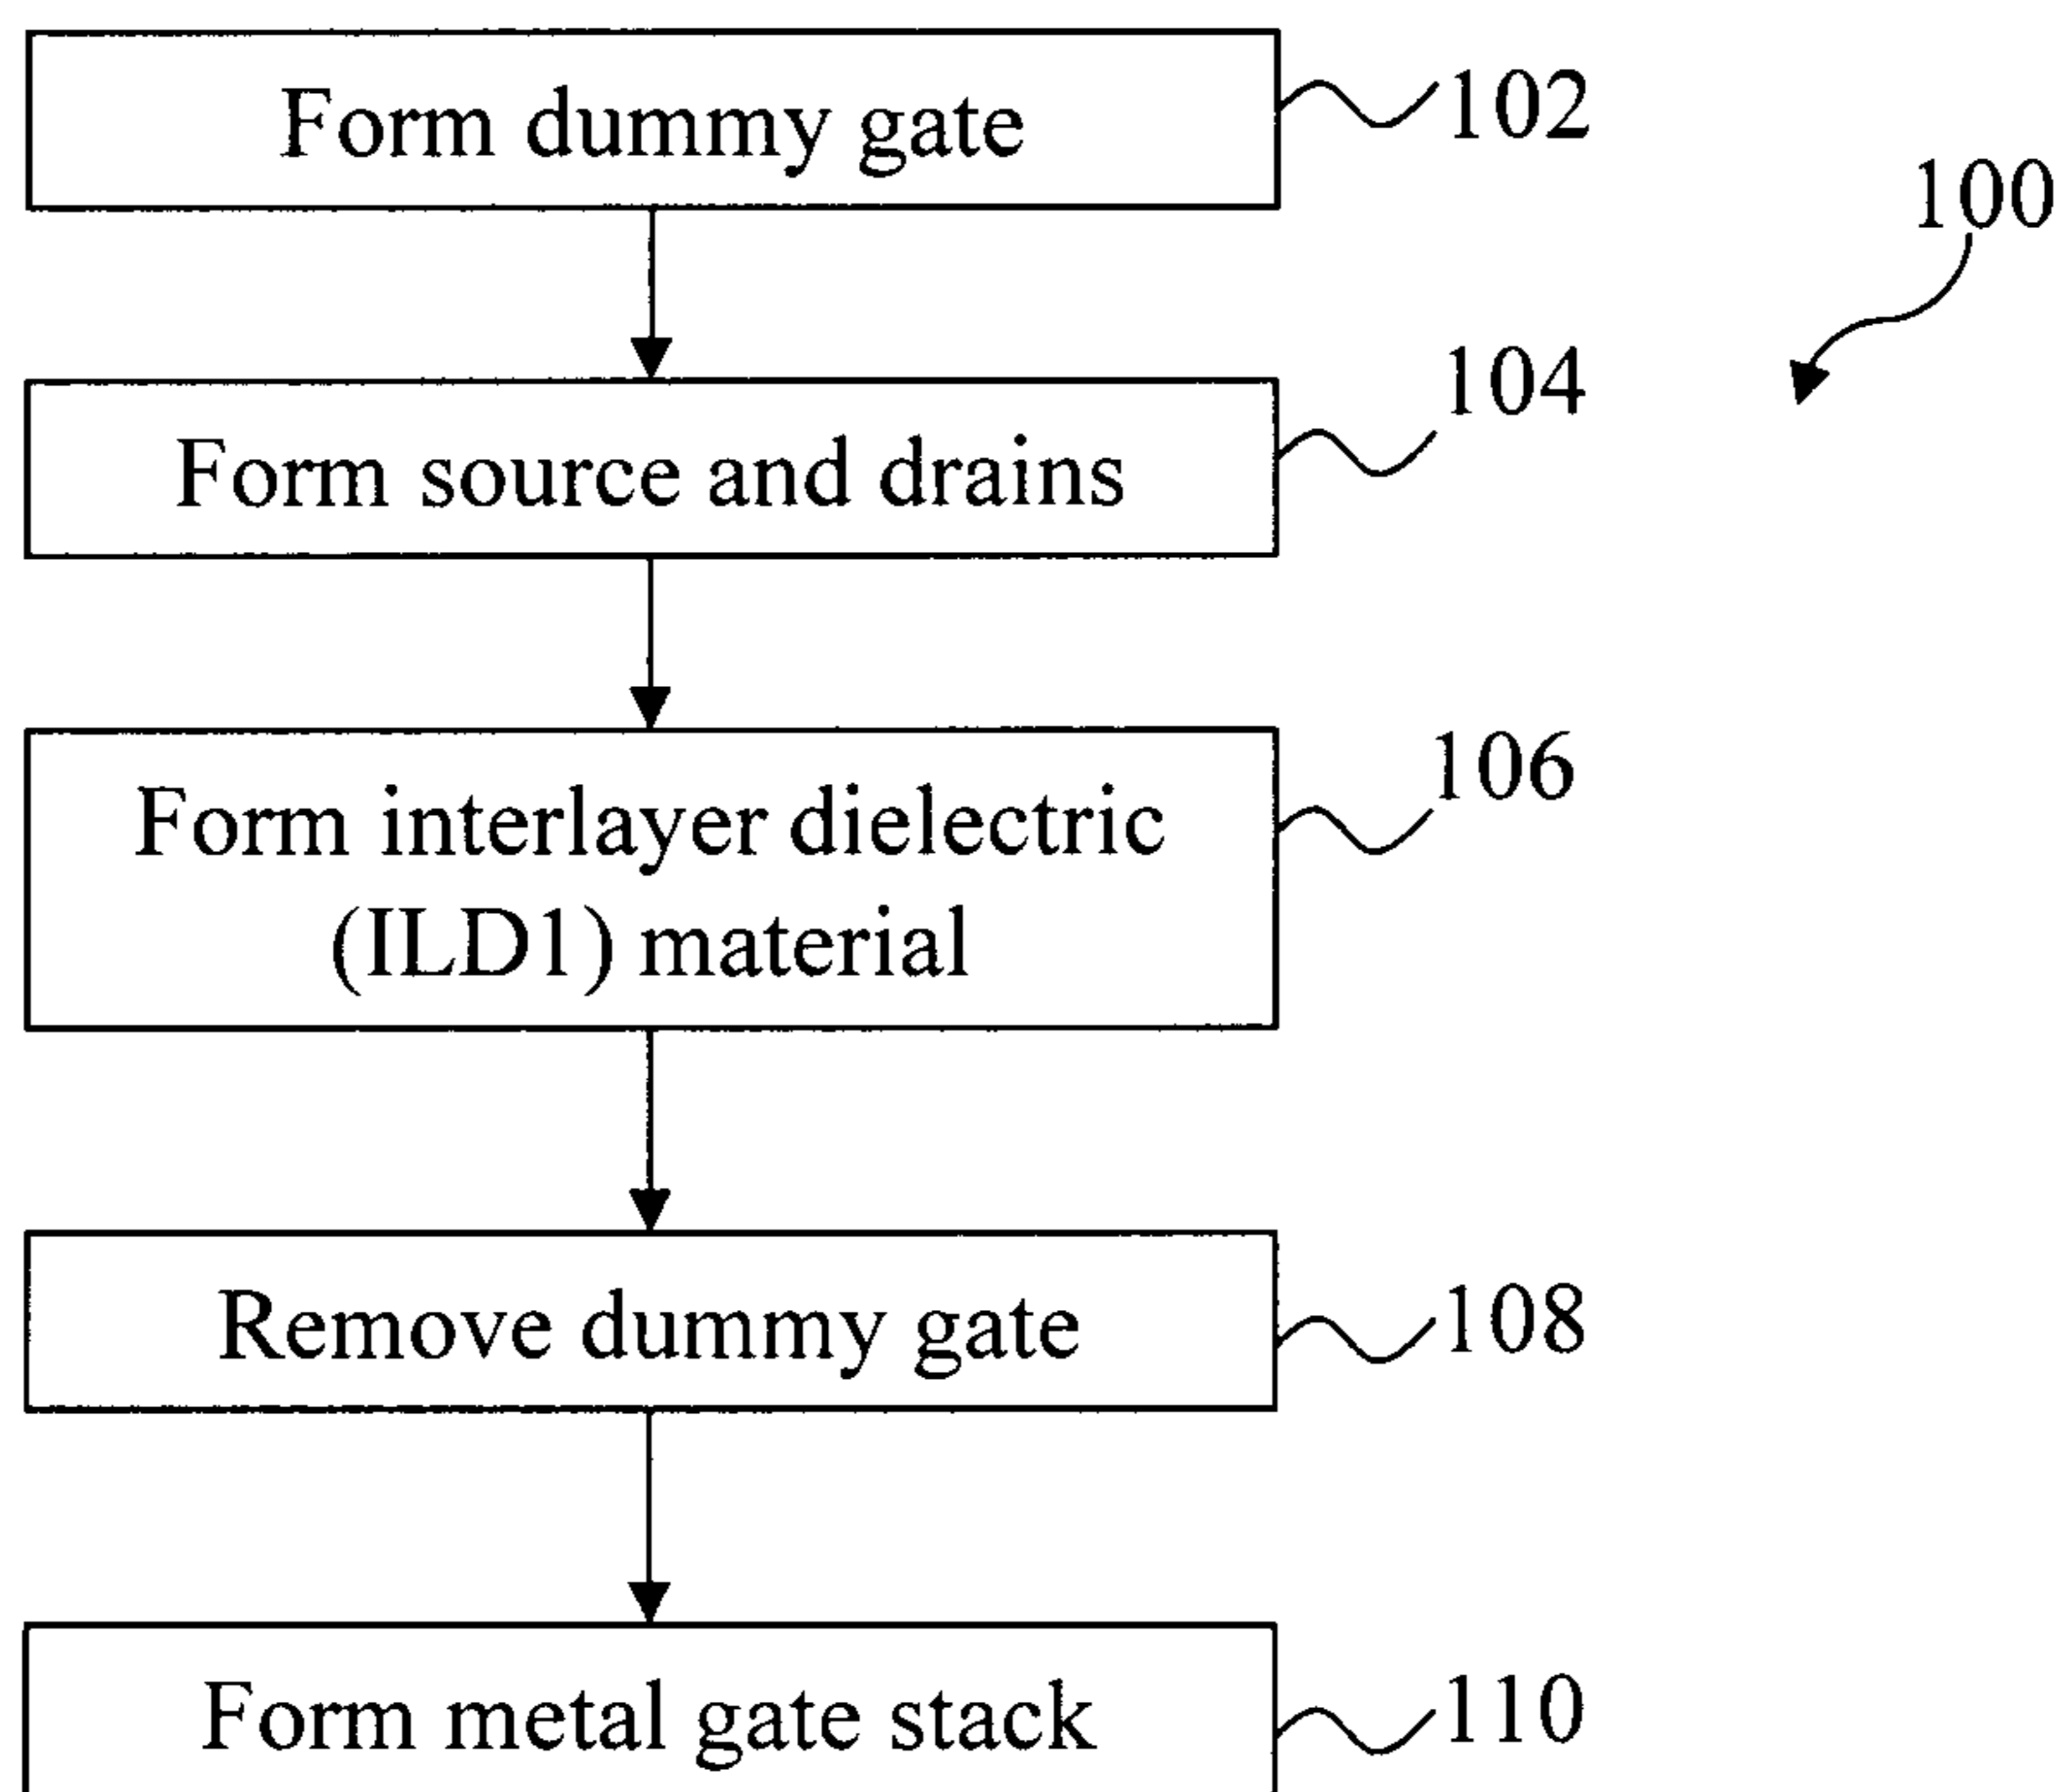 Form dummy gate
102
100
Form source and drains
104
Form interlayer dielectric
(ILD1) material
106
Remove dummy gate
108
Form metal gate stack
110